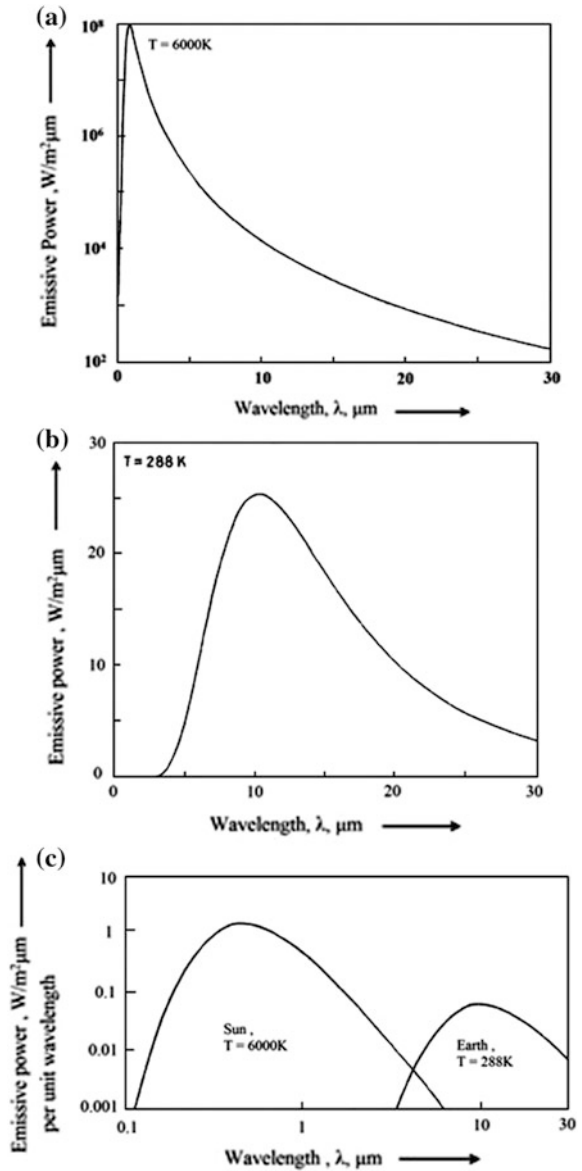 (a)
10⁸
T = 6000K
10⁶
10⁴
10²
Emissive Power ,W/m²μm
0 10 20 30
Wavelength, λ, μm
(b)
30
T = 288 K
20
10
0
Emissive power , W/m²μm
0 10 20 30
Wavelength, λ, μm
(c)
10
1
0.1
0.01
0.001
Emissive power , W/m²μm
per unit wavelength
Sun ,
T = 6000K
Earth ,
T = 288K
0.1 1 10 30
Wavelength , λ, μm